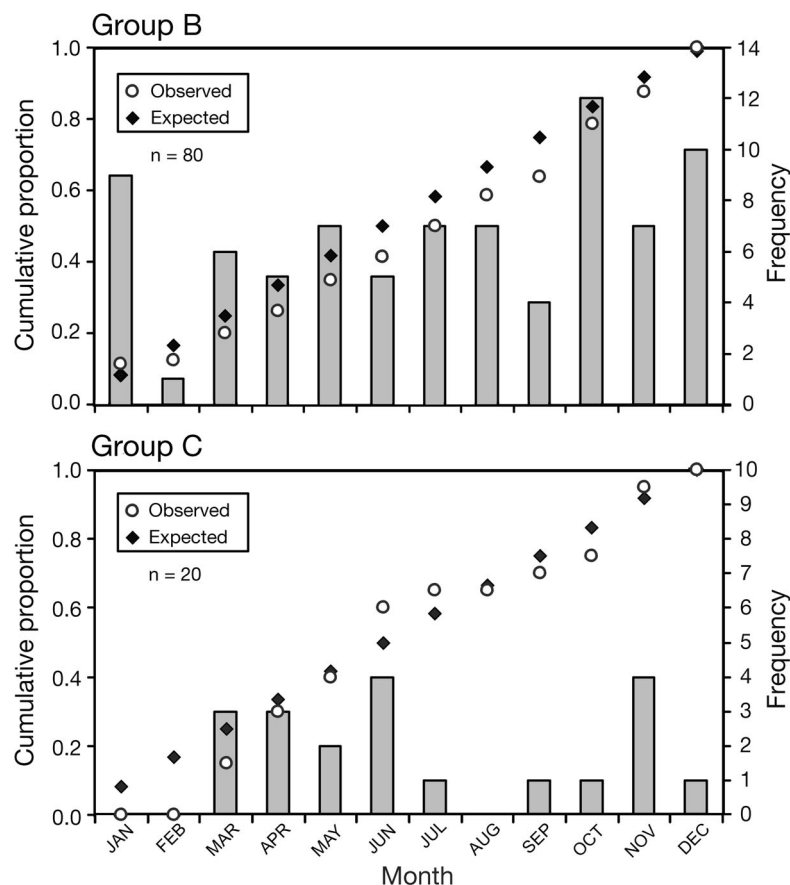 Group B
1.0
0.8
0.6
0.4
0.2
0.0
Cumulative proportion
Observed
Expected
n = 80
14
12
10
8
6
4
2
0
Frequency
Group C
1.0
0.8
0.6
0.4
0.2
0.0
Cumulative proportion
Observed
Expected
n = 20
10
9
8
7
6
5
4
3
2
1
0
Frequency
JAN
FEB
MAR
APR
MAY
JUN
JUL
AUG
SEP
OCT
NOV
DEC
Month